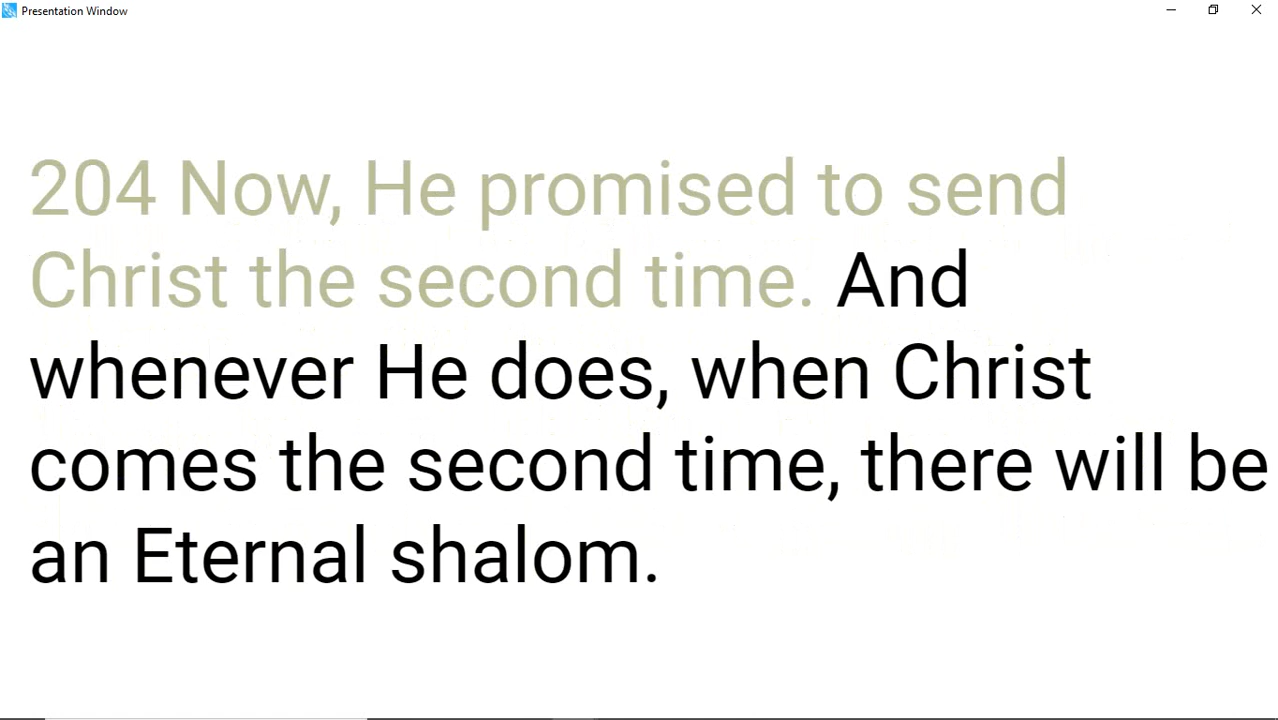 Presentation Window
204 Now, He promised to send
Christ the second time. And
whenever He does, when Christ
comes the second time, there will be
an Eternal shalom.